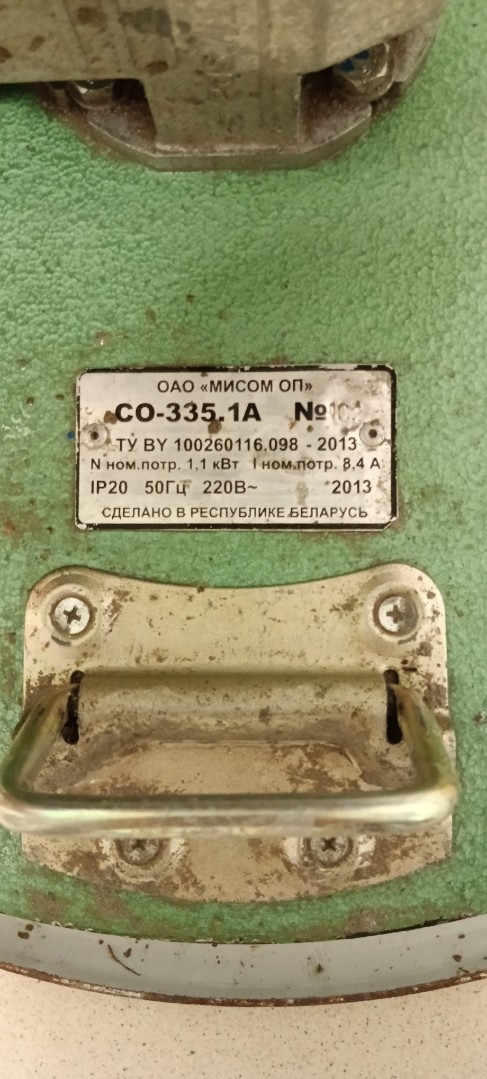 ОАО «МИСОМ ОП»
СО-335.1А №
ТУ BY 100260116.098 - 2013
N ном.потр. 1,1 кВт I ном.потр. 8,4 А
IP20 50Гц 220В~ 2013
СДЕЛАНО В РЕСПУБЛИКЕ БЕЛАРУСЬ